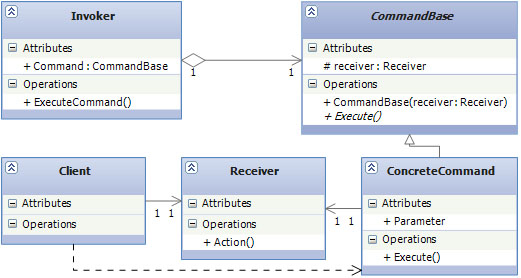 Invoker
Attributes
+ Command : CommandBase
Operations
+ ExecuteCommand()
1
1
CommandBase
Attributes
# receiver : Receiver
Operations
+ CommandBase(receiver : Receiver)
+ Execute()
Client
Attributes
Operations
1
1
Receiver
Attributes
Operations
+ Action()
1
1
ConcreteCommand
Attributes
+ Parameter
Operations
+ Execute()